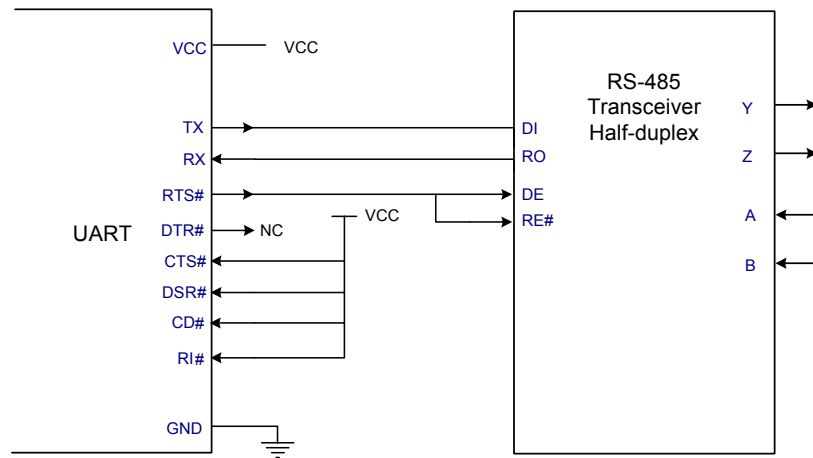 VCC
VCC
TX
RX
RTS#
DTR#
NC
CTS#
DSR#
CD#
RI#
GND
UART
VCC
RS-485
Transceiver
Half-duplex
DI
RO
DE
RE#
Y
Z
A
B